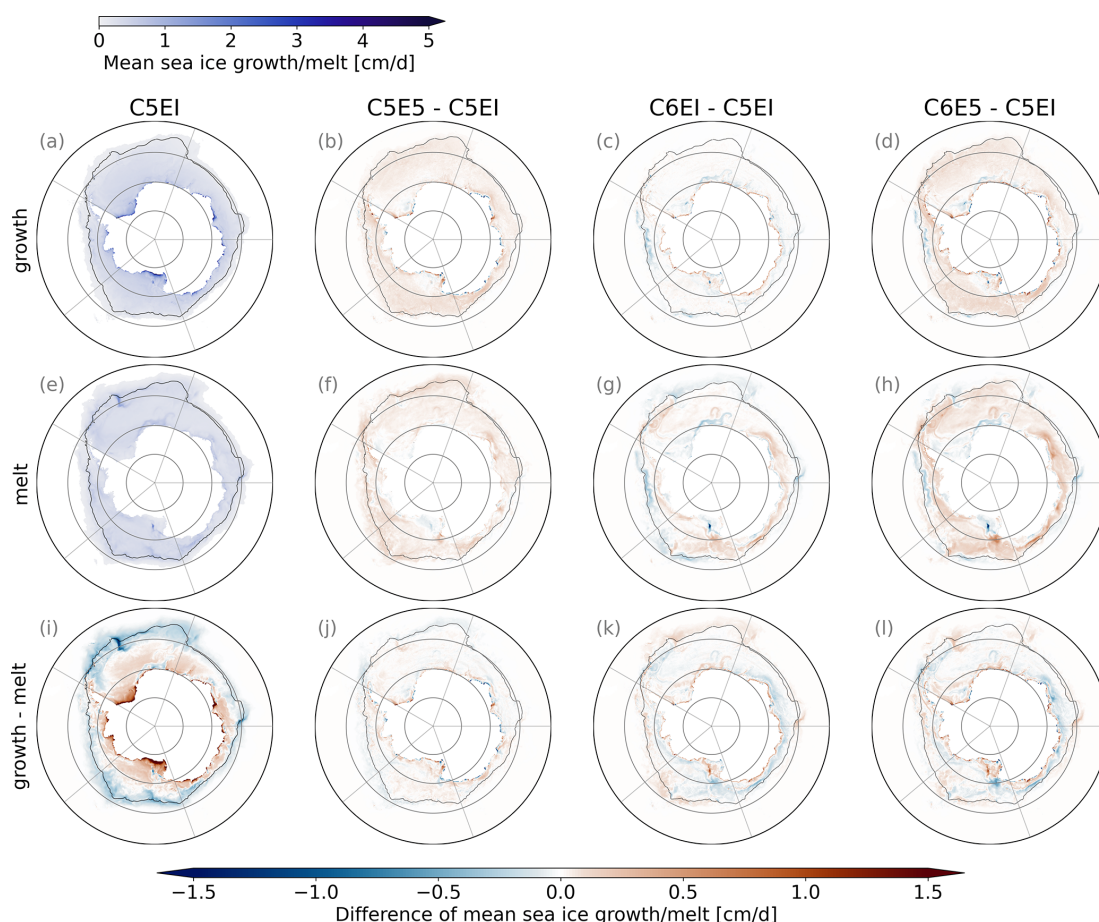 0 1 2 3 4 5
Mean sea ice growth/melt [cm/d]
C5EI C5E5 - C5EI C6EI - C5EI C6E5 - C5EI
(a) (b) (c) (d)
growth
(e) (f) (g) (h)
melt
(i) (j) (k) (l)
growth - melt
−1.5 −1.0 −0.5 0.0 0.5 1.0 1.5
Difference of mean sea ice growth/melt [cm/d]